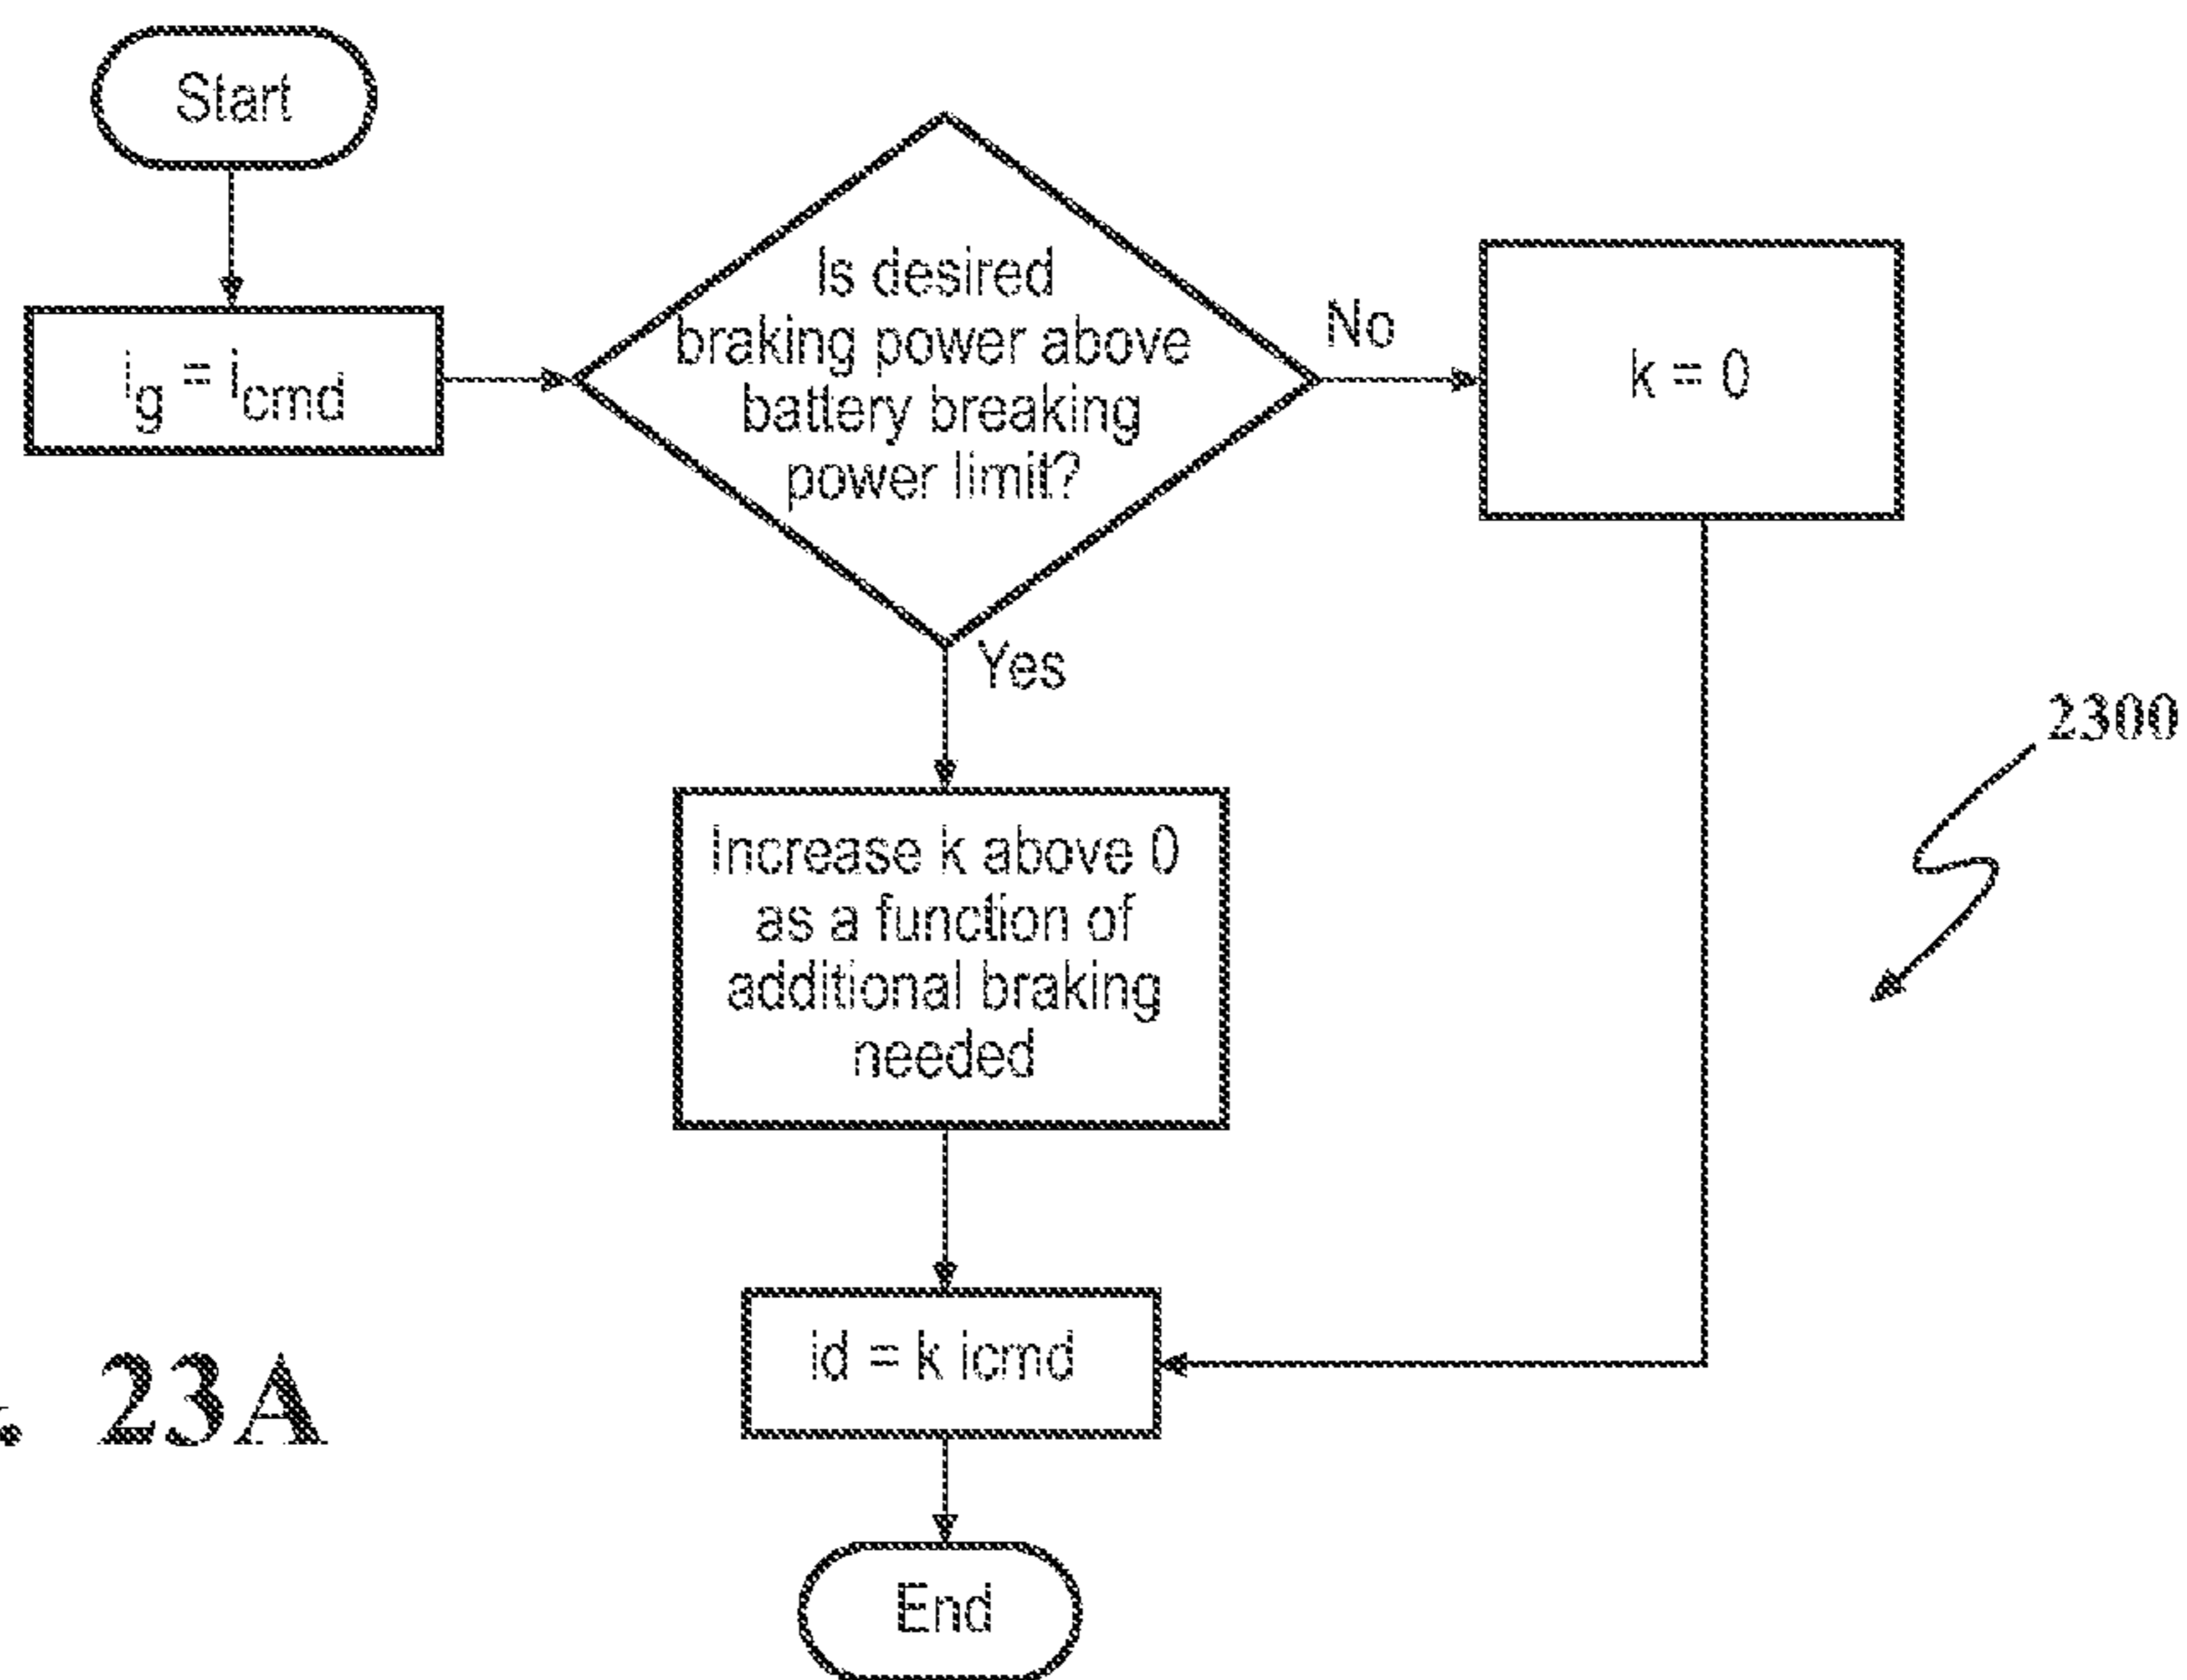 Start
ig = icmd
Is desired
braking power above
battery breaking
power limit?
No
k = 0
Yes
2300
Increase k above 0
as a function of
additional braking
needed
id = k icmd
23A
End